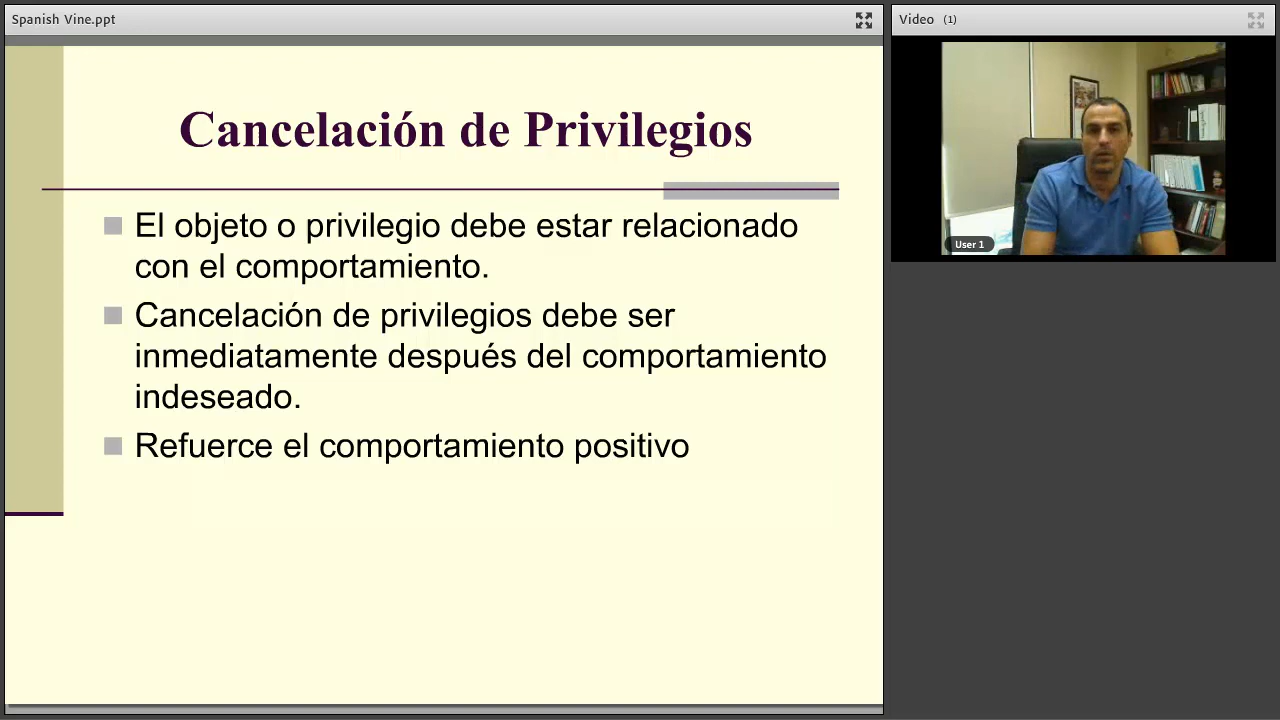 Spanish Vine.ppt
Video (1)
Cancelación de Privilegios
El objeto o privilegio debe estar relacionado
con el comportamiento.
Cancelación de privilegios debe ser
inmediatamente después del comportamiento
indeseado.
Refuerce el comportamiento positivo
User 1